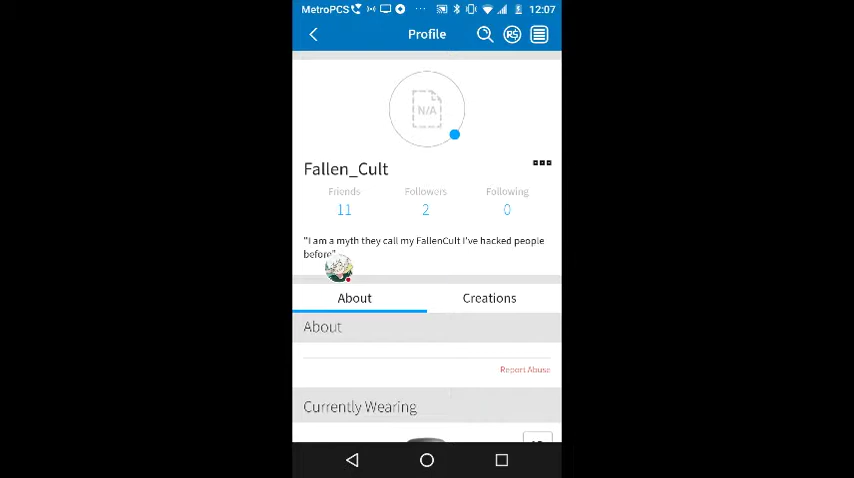 MetroPCS 12:07
Profile R$
N/A
Fallen_Cult
Friends Followers Following
11 2 0
"I am a myth they call my FallenCult I've hacked people
before"
About Creations
About
Report Abuse
Currently Wearing